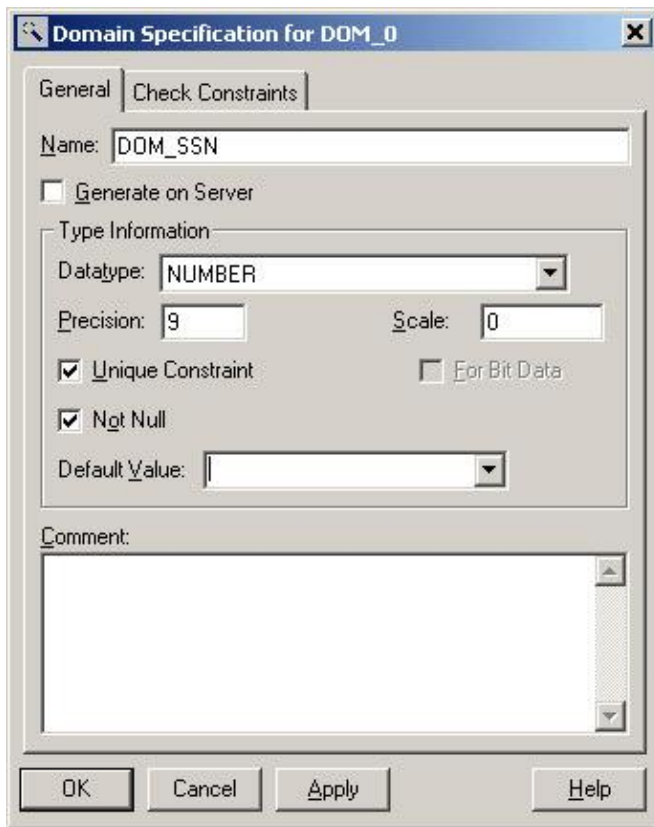 Domain Specification for DOM_0
General Check Constraints
Name: DOM_SSN
Generate on Server
Type Information
Datatype: NUMBER
Precision: 9 Scale: 0
Unique Constraint For Bit Data
Not Null
Default Value:
Comment:
OK Cancel Apply Help